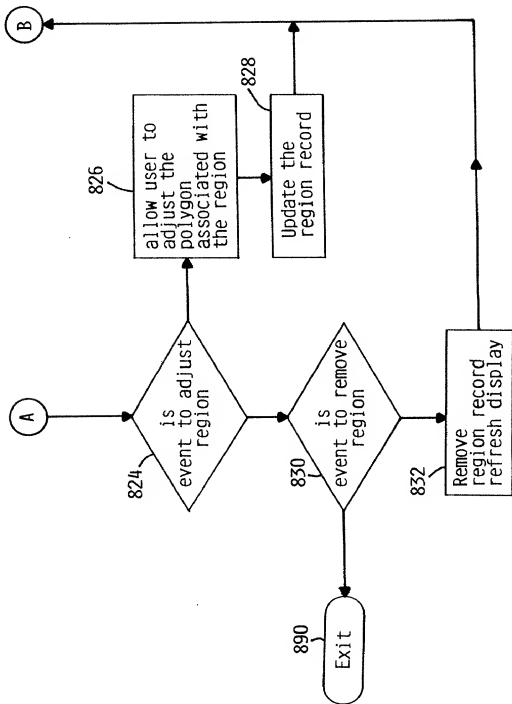 A
824
is
event to adjust
region
826
allow user to
adjust the
polygon
associated with
the region
828
Update the
region record
B
830
is
event to remove
region
890
Exit
832
Remove
region record
refresh display